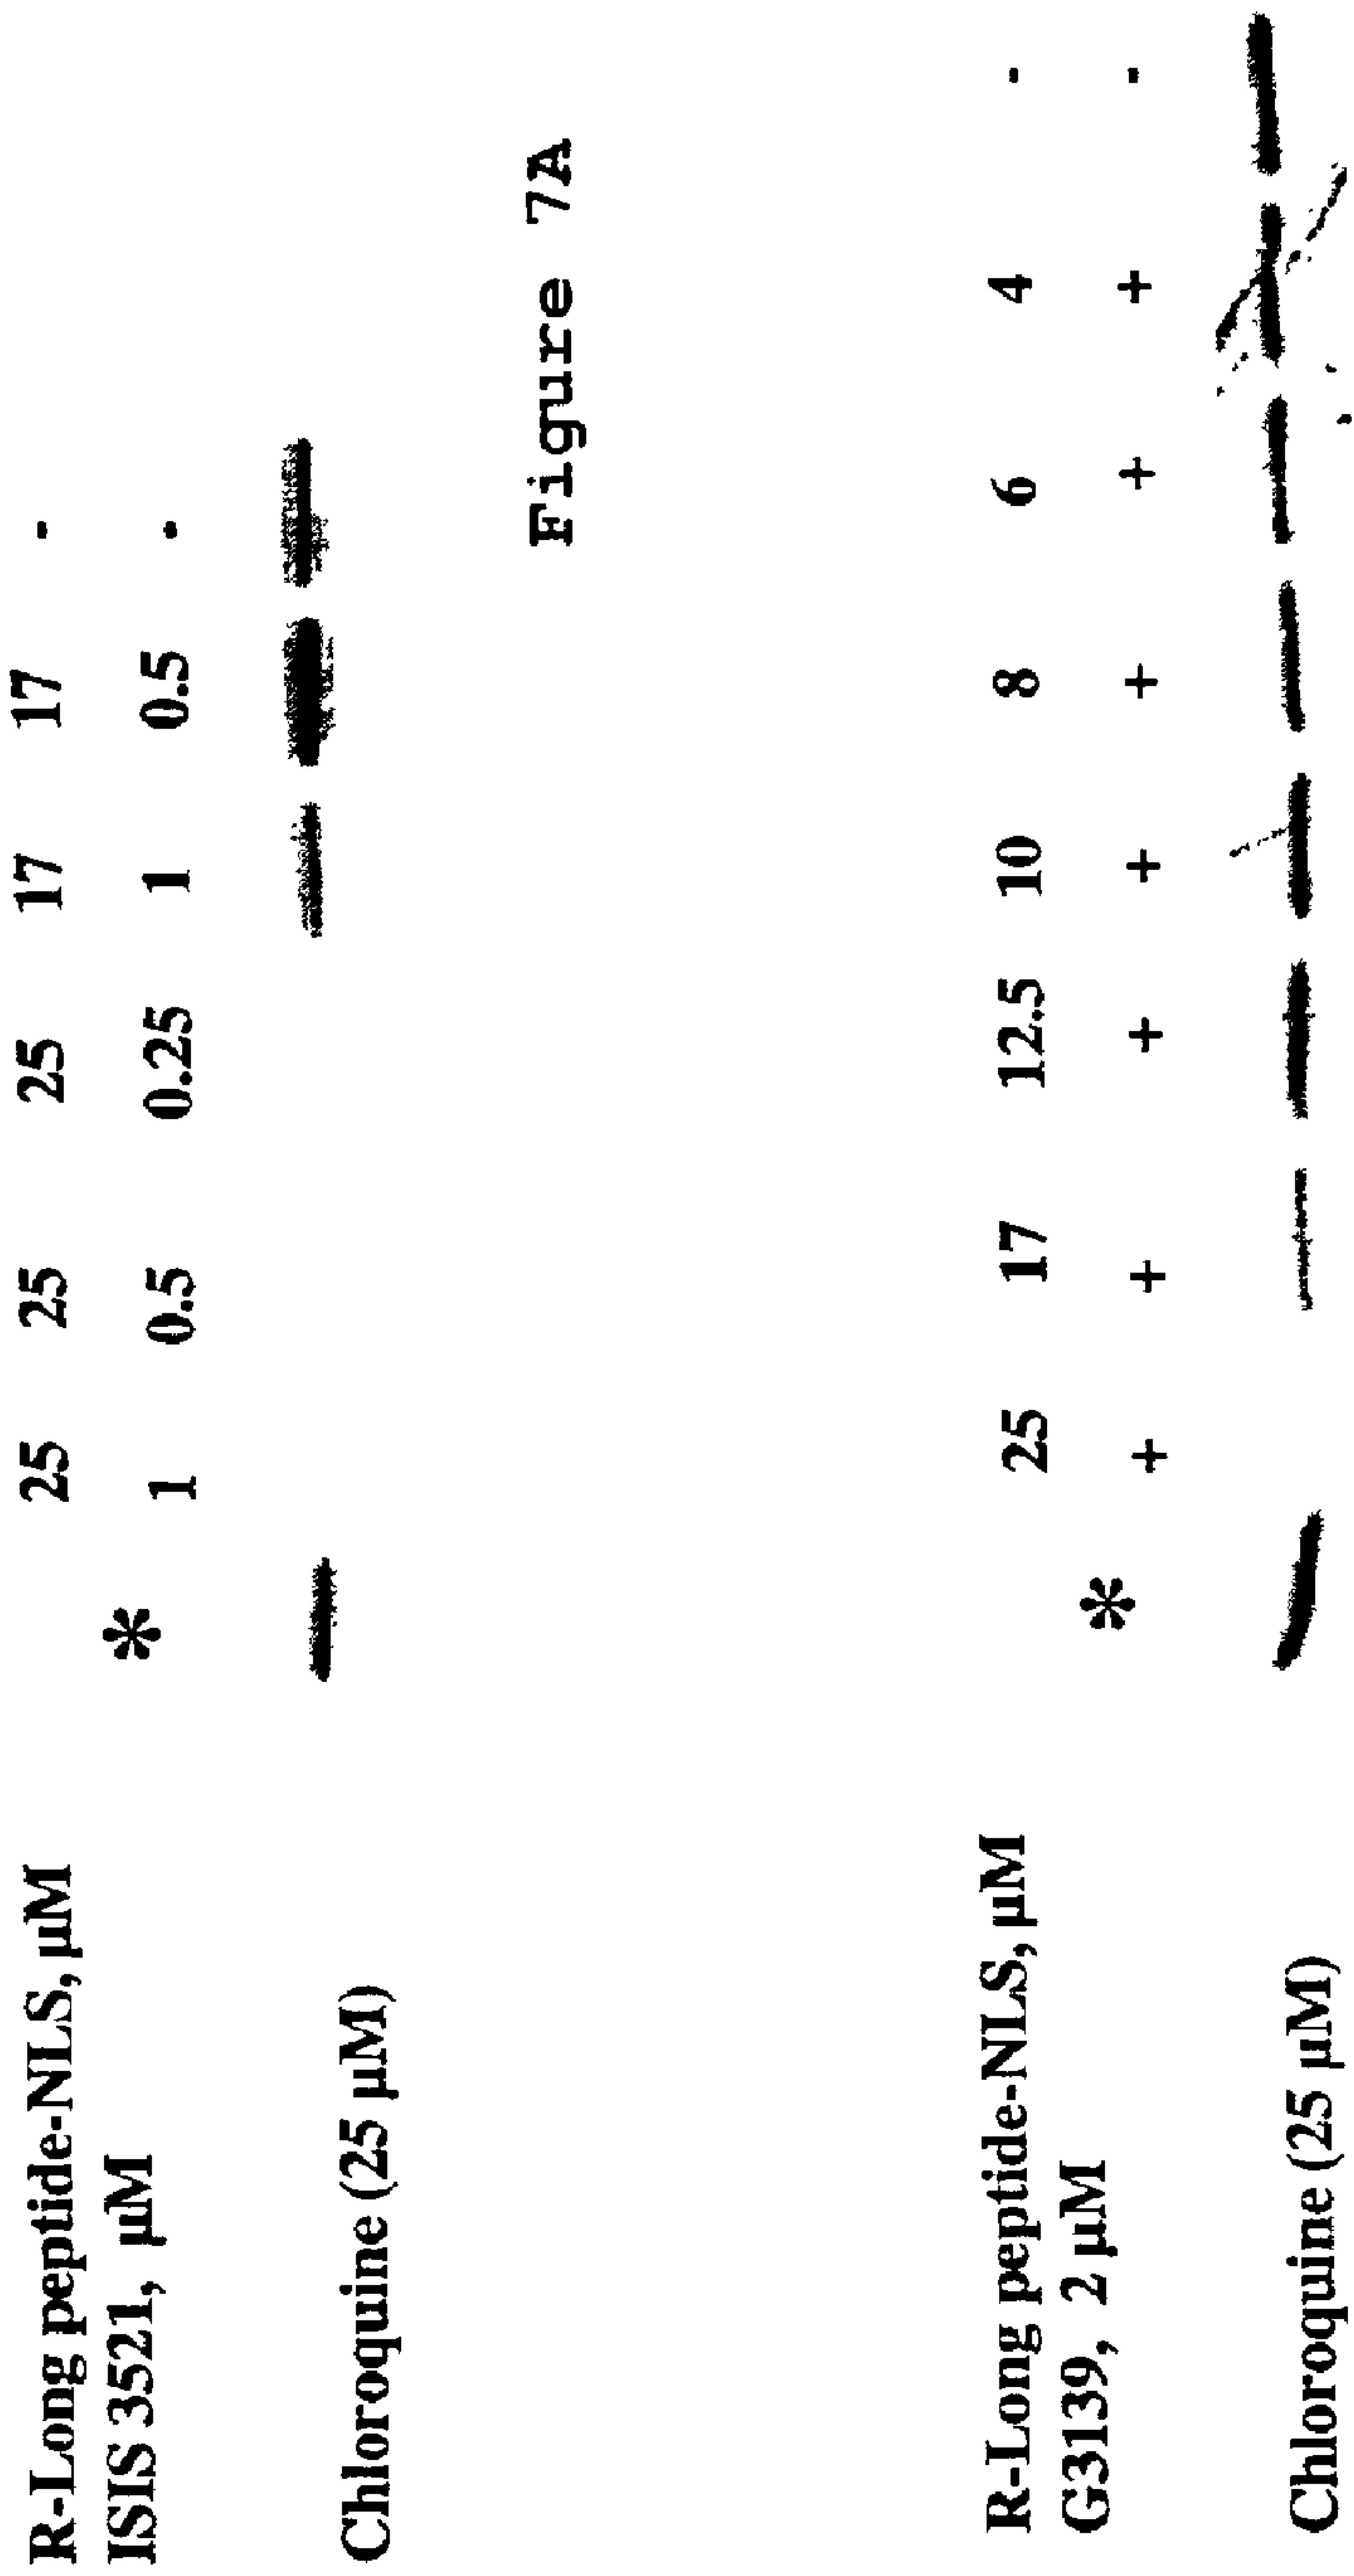 R-Long peptide-NLS, µM 25 25 25 17 17 -
ISIS 3521, µM * 1 0.5 0.25 1 0.5 -
Chloroquine (25 µM)
Figure 7A
R-Long peptide-NLS, µM 25 17 12.5 10 8 6 4 -
G3139, 2 µM * + + + + + + + -
Chloroquine (25 µM)